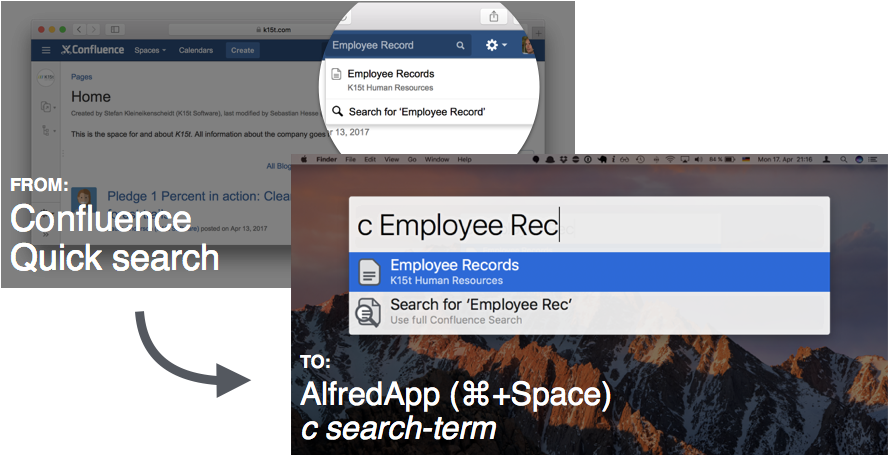 k15t.com
Confluence Spaces Calendars Create
Employee Record
Employee Records
K15t Human Resources
Search for ‘Employee Record’
Pages
Home
Created by Stefan Kleineikenscheidt (K15t Software), last modified by Sebastian Hesse
r 13, 2017
This is the space for and about K15t. All information about the company goes
All Blog
Pledge 1 Percent in action: Clea
posted on Apr 13, 2017
FROM:
Confluence
Quick search
Finder File Edit View Go Window Help
84 % Mon 17. Apr 21:16
c Employee Rec
Employee Records
K15t Human Resources
Search for ‘Employee Rec’
Use full Confluence Search
TO:
AlfredApp (⌘+Space)
c search-term